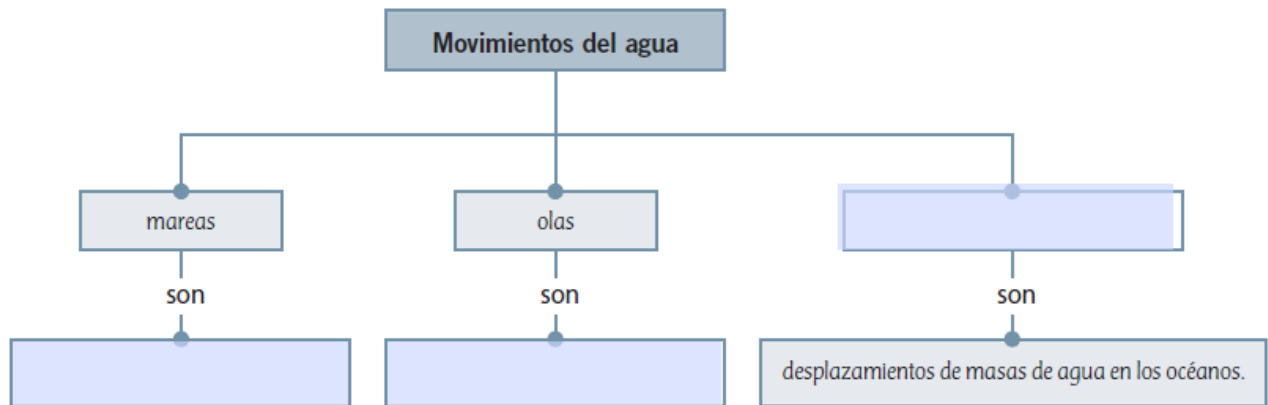 Movimientos del agua
mareas
olas
son
son
son
desplazamientos de masas de agua en los océanos.